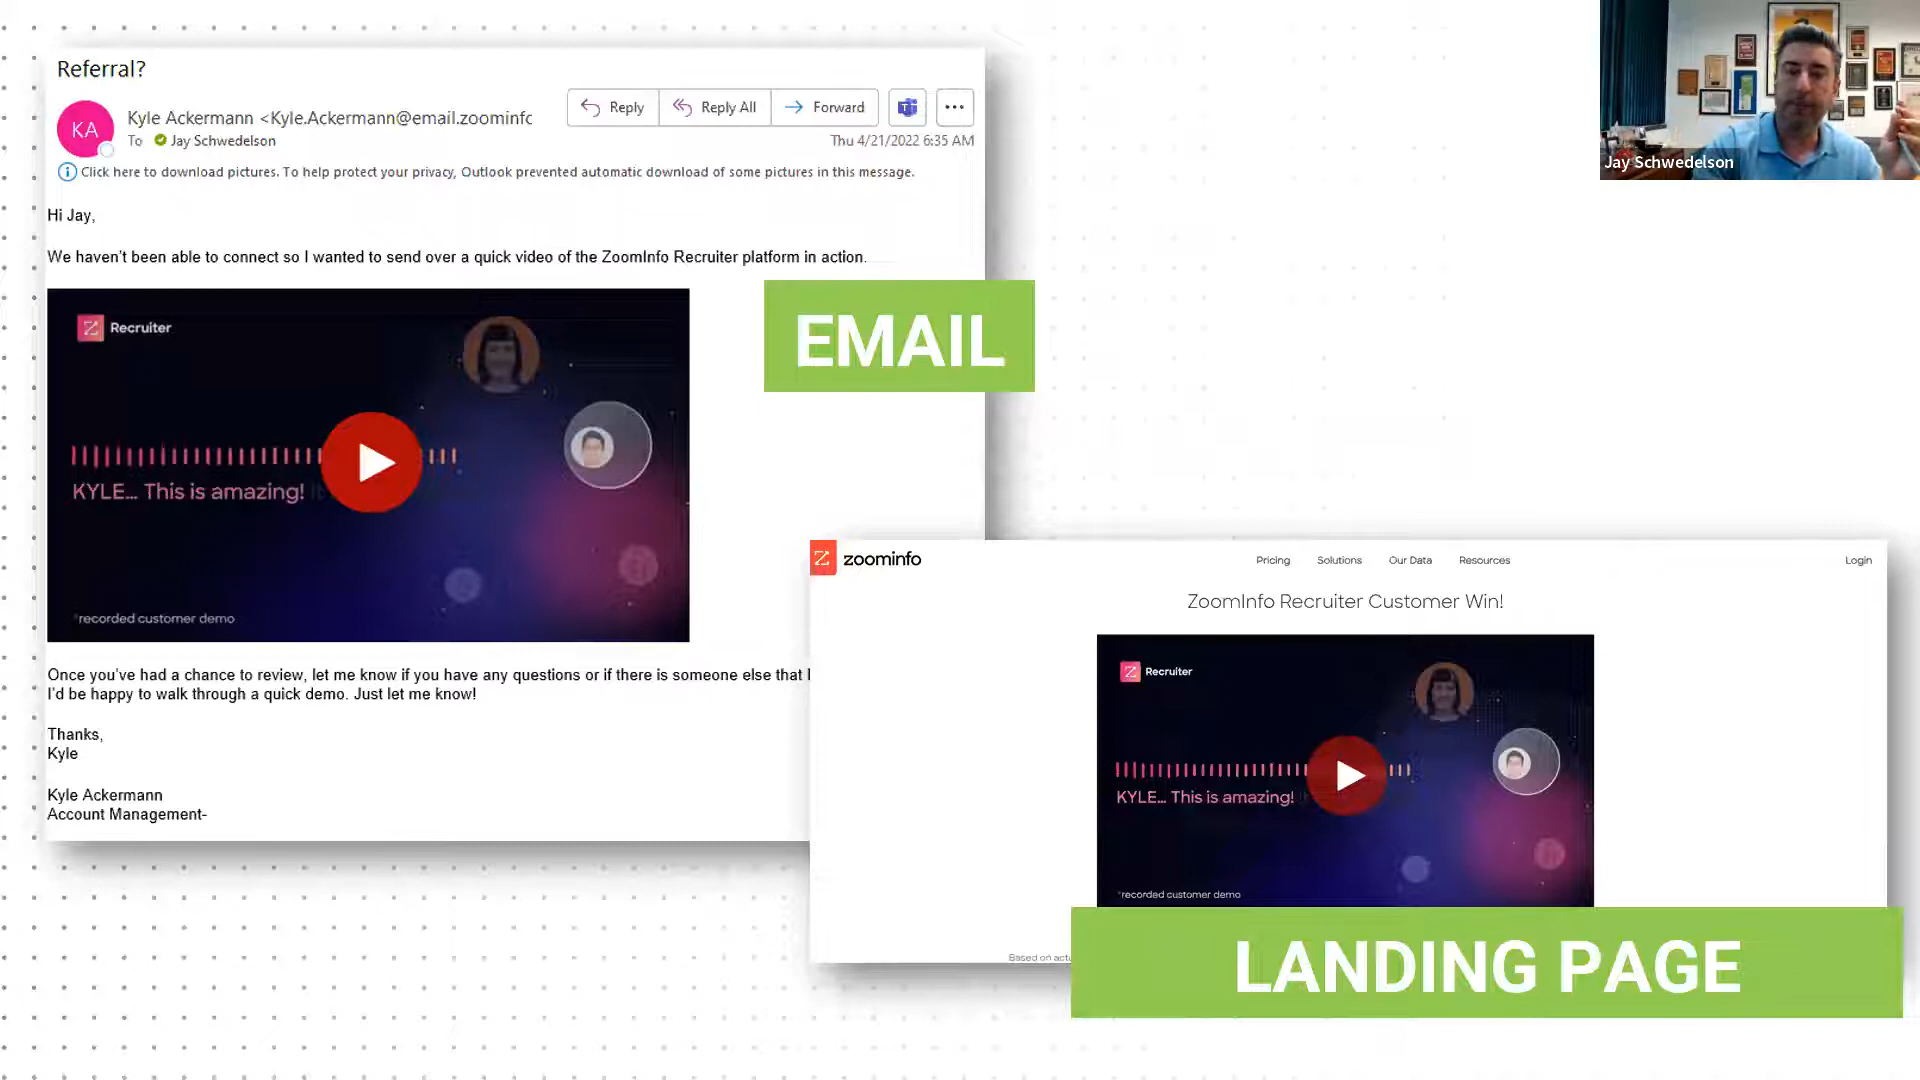 Referral?
KA
Kyle Ackermann <Kyle.Ackermann@email.zoominfo
To Jay Schwedelson
Reply
Reply All
Forward
Thu 4/21/2022 6:35 AM
Click here to download pictures. To help protect your privacy, Outlook prevented automatic download of some pictures in this message.
Hi Jay,
We haven't been able to connect so I wanted to send over a quick video of the ZoomInfo Recruiter platform in action.
Recruiter
KYLE... This is amazing!
*recorded customer demo
EMAIL
Once you've had a chance to review, let me know if you have any questions or if there is someone else that I
I'd be happy to walk through a quick demo. Just let me know!
Thanks,
Kyle
Kyle Ackermann
Account Management-
Jay Schwedelson
zoominfo
Pricing
Solutions
Our Data
Resources
Login
ZoomInfo Recruiter Customer Win!
Recruiter
KYLE... This is amazing!
*recorded customer demo
Based on
LANDING PAGE